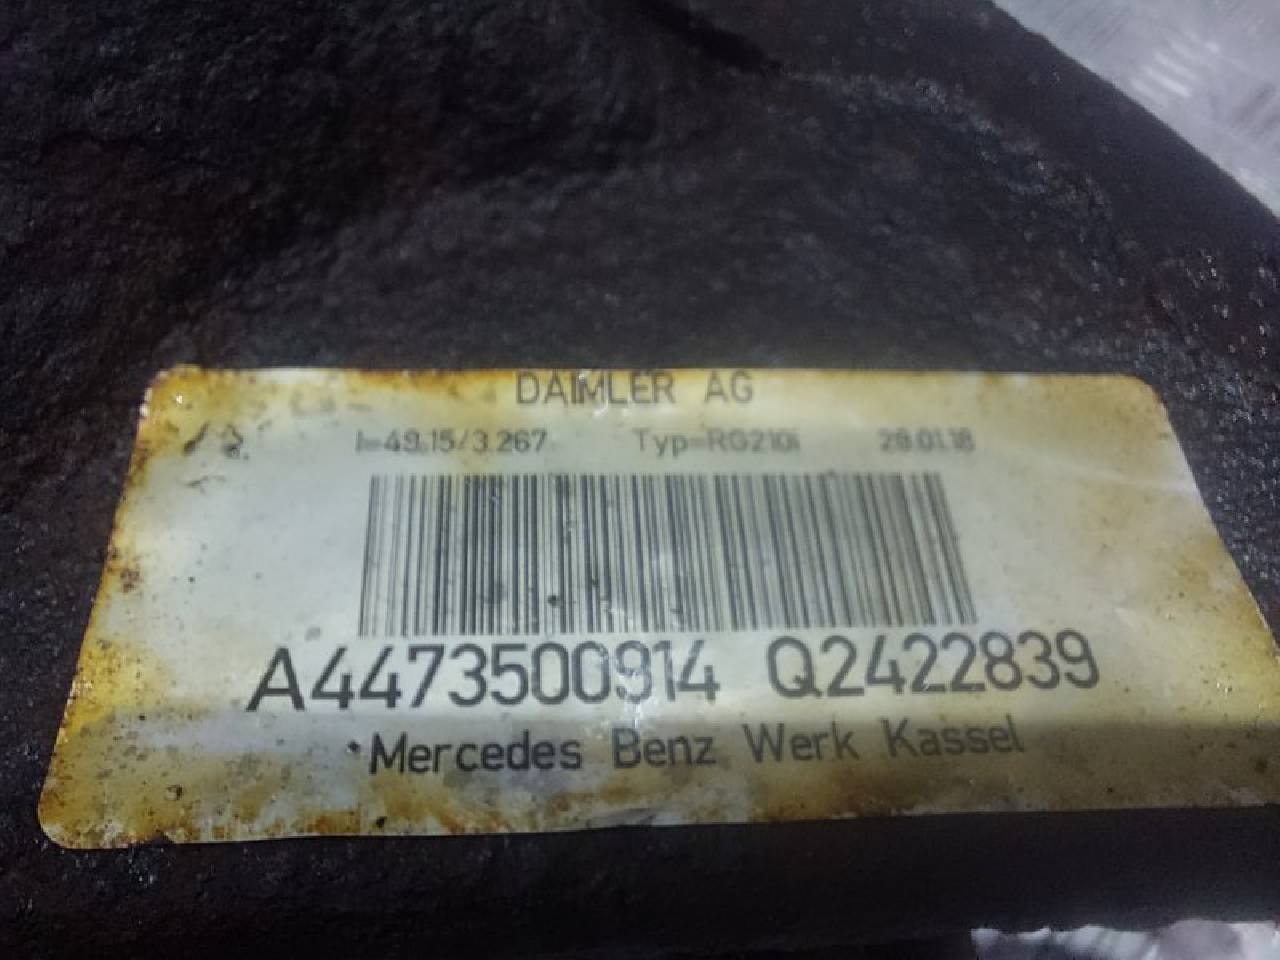 DAIMLER AG
i=49.15/3.267 Typ=RG210i 29.01.18
A4473500914 Q2422839
Mercedes Benz Werk Kassel